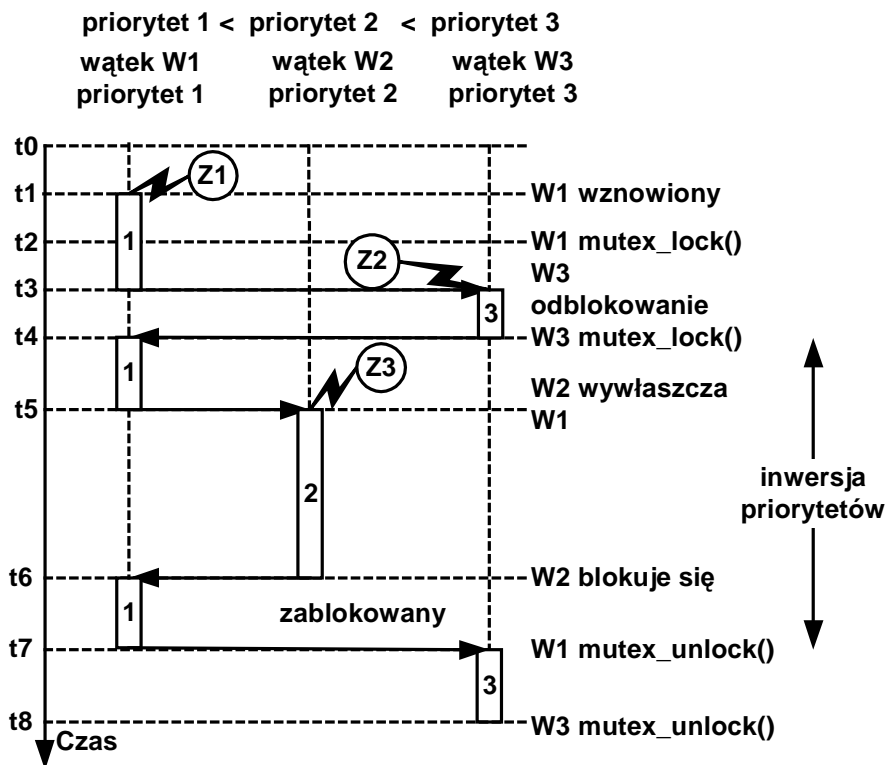 priorytet 1 < priorytet 2 < priorytet 3
wątek W1 wątek W2 wątek W3
priorytet 1 priorytet 2 priorytet 3
t0
Z1
t1 W1 wznowiony
1
t2 W1 mutex_lock()
Z2 W3
t3 odblokowanie
3
t4 W3 mutex_lock()
1
Z3
W2 wywłaszcza
t5 W1
inwersja
priorytetów
2
t6 W2 blokuje się
1 zablokowany
t7 W1 mutex_unlock()
3
t8 W3 mutex_unlock()
Czas